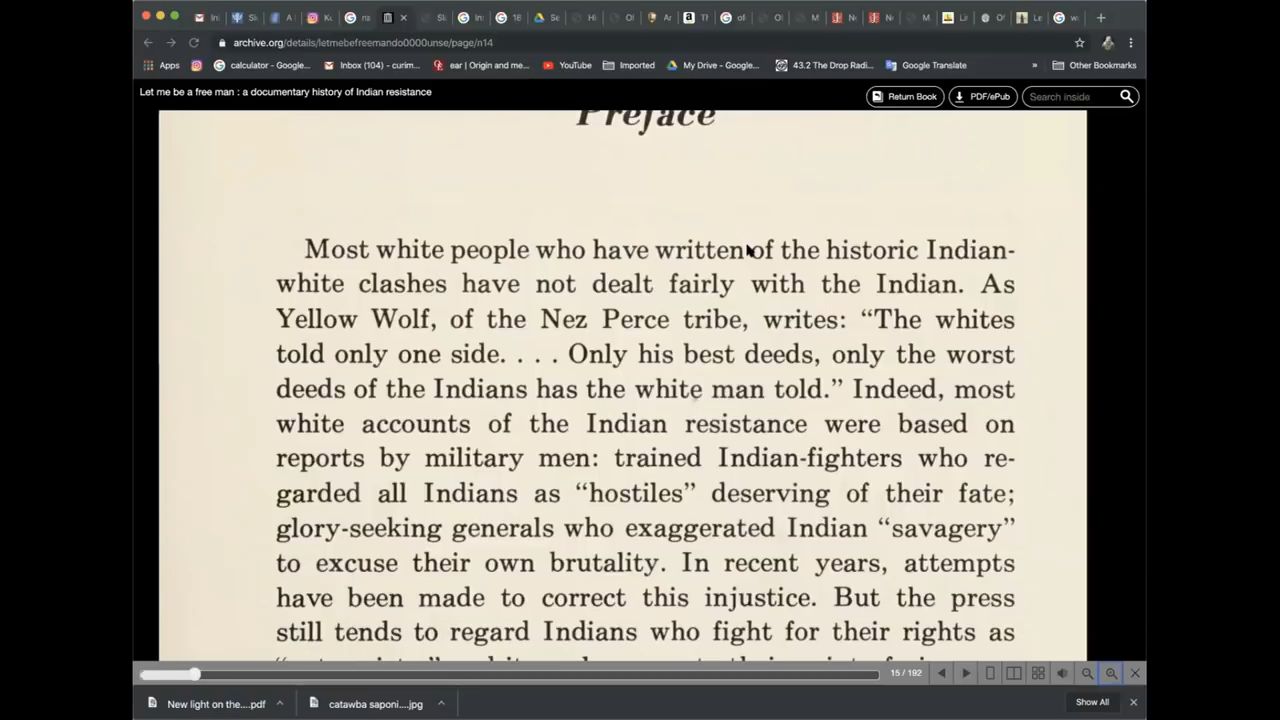 archive.org/details/letmebefreemando0000unse/page/n14
Apps
calculator - Google...
Inbox (104) - curim...
ear | Origin and me...
YouTube
Imported
My Drive - Google...
43.2 The Drop Radi...
Google Translate
»
Other Bookmarks
Let me be a free man : a documentary history of Indian resistance
Return Book
PDF/ePub
Search inside
Preface
Most white people who have written of the historic Indian-
white clashes have not dealt fairly with the Indian. As
Yellow Wolf, of the Nez Perce tribe, writes: “The whites
told only one side. . . . Only his best deeds, only the worst
deeds of the Indians has the white man told.” Indeed, most
white accounts of the Indian resistance were based on
reports by military men: trained Indian-fighters who re-
garded all Indians as “hostiles” deserving of their fate;
glory-seeking generals who exaggerated Indian “savagery”
to excuse their own brutality. In recent years, attempts
have been made to correct this injustice. But the press
still tends to regard Indians who fight for their rights as
15 / 192
New light on the....pdf
catawba saponi....jpg
Show All